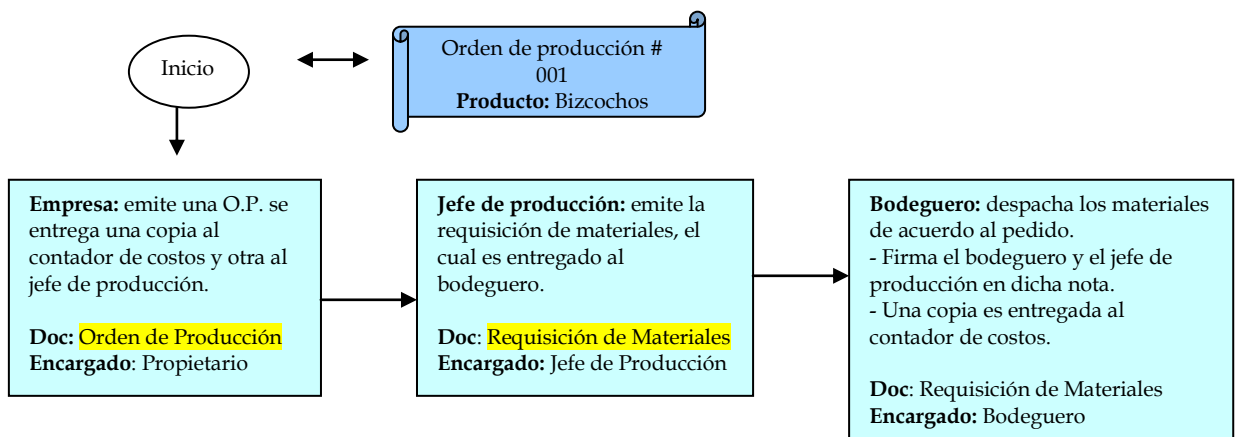 Inicio
Orden de producción #
001
Producto: Bizcochos
Empresa: emite una O.P. se
entrega una copia al
contador de costos y otra al
jefe de producción.
Doc: Orden de Producción
Encargado: Propietario
Jefe de producción: emite la
requisición de materiales, el
cual es entregado al
bodeguero.
Doc: Requisición de Materiales
Encargado: Jefe de Producción
Bodeguero: despacha los materiales
de acuerdo al pedido.
- Firma el bodeguero y el jefe de
producción en dicha nota.
- Una copia es entregada al
contador de costos.
Doc: Requisición de Materiales
Encargado: Bodeguero